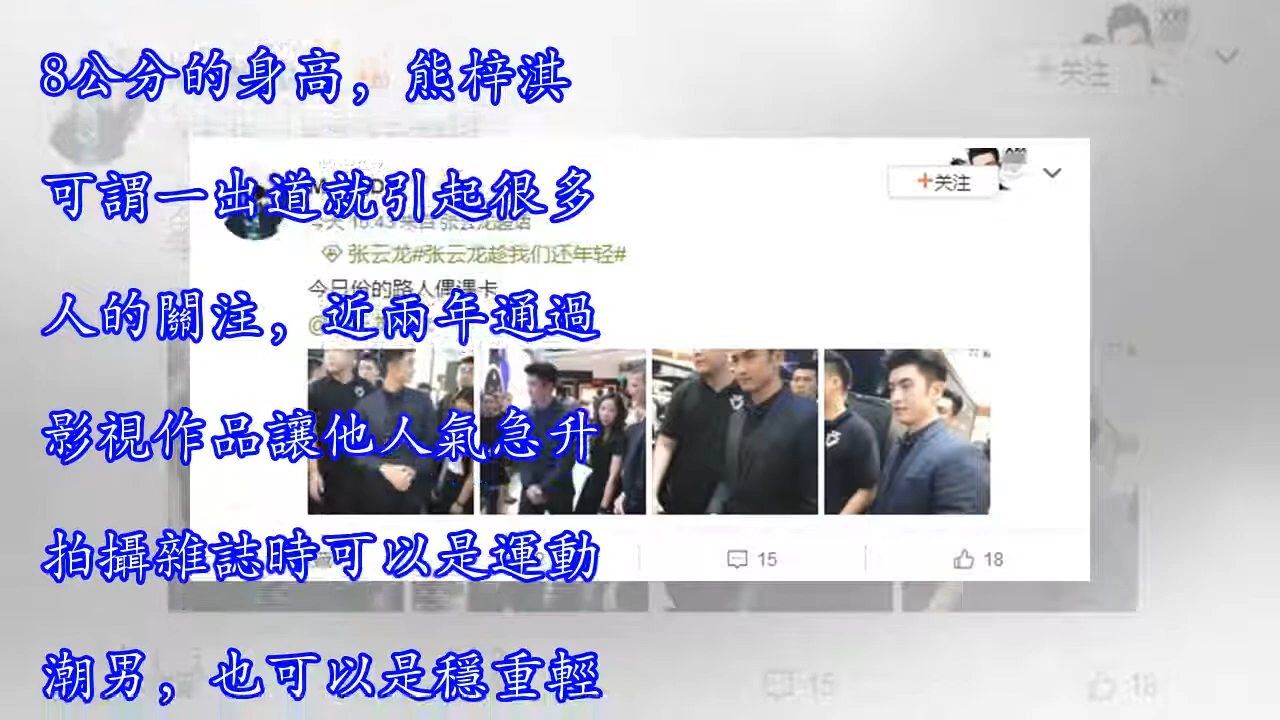 8公分的身高，熊梓淇
可謂一出道就引起很多
人的關注，近兩年通過
影視作品讓他人氣急升
拍攝雜誌時可以是運動
潮男，也可以是穩重輕
+关注
张云龙#张云龙趁我们还年轻#
今日份的路人偶遇卡
15
18
+关注
15
18